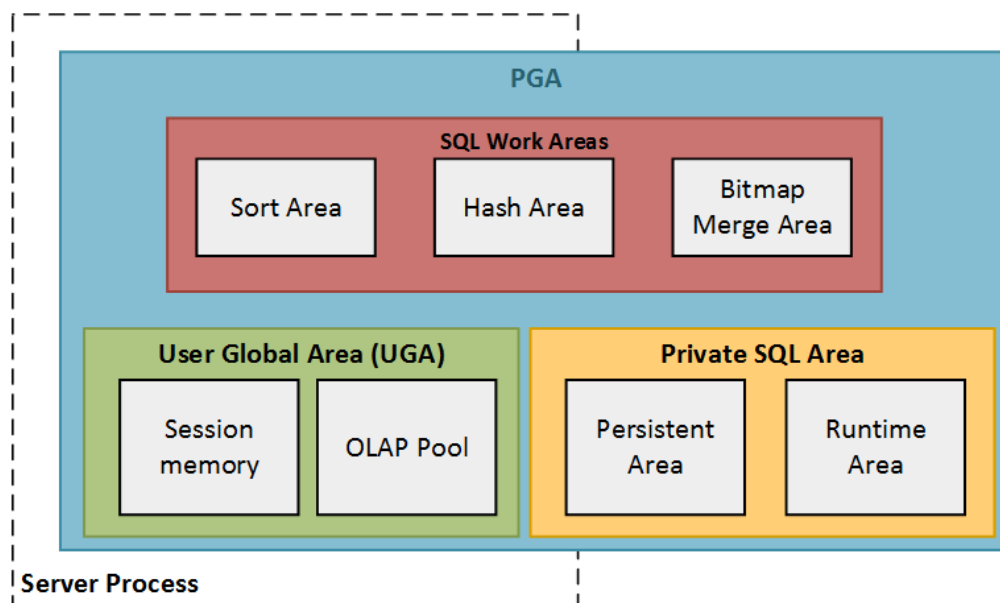 PGA
SQL Work Areas
Sort Area
Hash Area
Bitmap
Merge Area
User Global Area (UGA)
Session
memory
OLAP Pool
Private SQL Area
Persistent
Area
Runtime
Area
Server Process